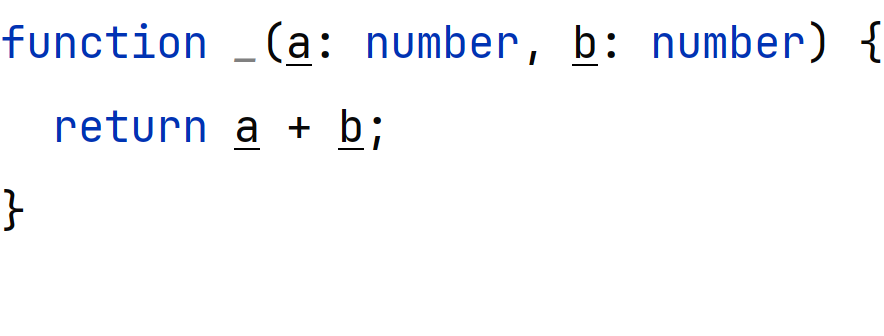 function _(a: number, b: number) {
  return a + b;
}